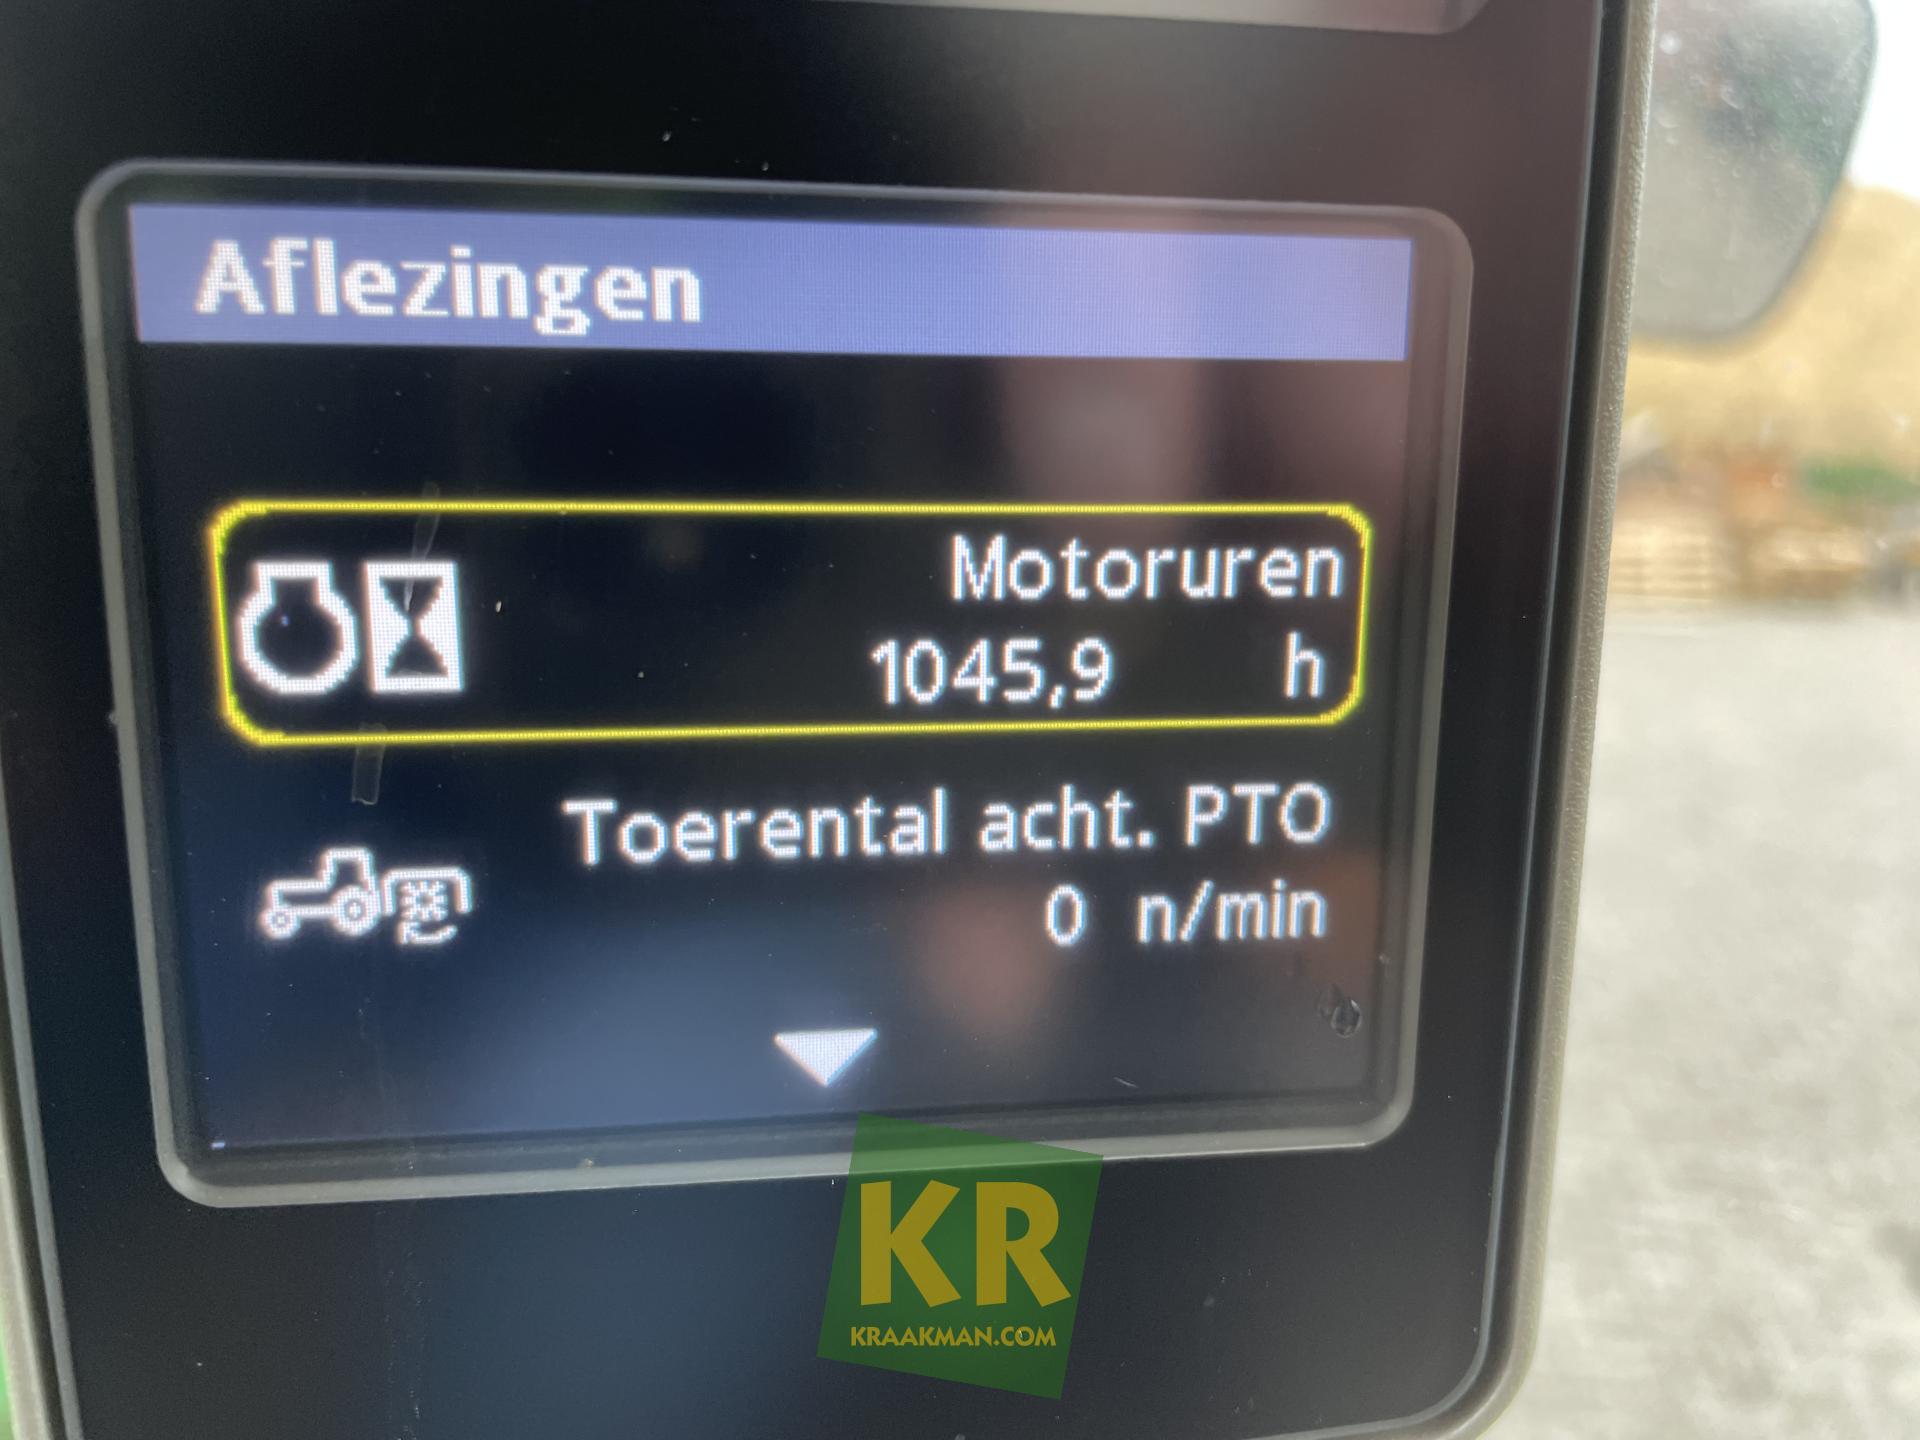 Aflezingen
Motoruren
1045,9 h
Toerental acht. PTO
0 n/min
KR
KRAAKMAN.COM